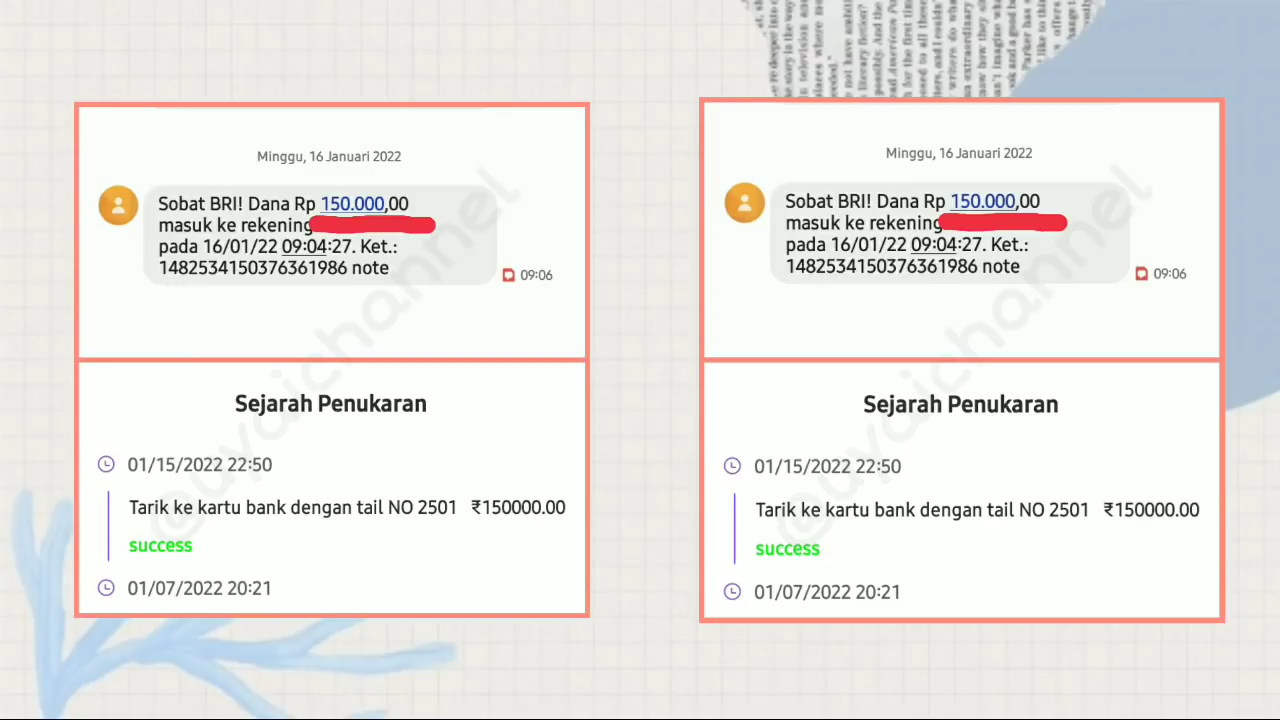 Minggu, 16 Januari 2022
Sobat BRI! Dana Rp 150.000,00
masuk ke rekening
pada 16/01/22 09:04:27. Ket.:
1482534150376361986 note
09:06
Sejarah Penukaran
01/15/2022 22:50
Tarik ke kartu bank dengan tail NO 2501 ₹150000.00
success
01/07/2022 20:21
@uyaichannel
Minggu, 16 Januari 2022
Sobat BRI! Dana Rp 150.000,00
masuk ke rekening
pada 16/01/22 09:04:27. Ket.:
1482534150376361986 note
09:06
Sejarah Penukaran
01/15/2022 22:50
Tarik ke kartu bank dengan tail NO 2501 ₹150000.00
success
01/07/2022 20:21
@uyaichannel